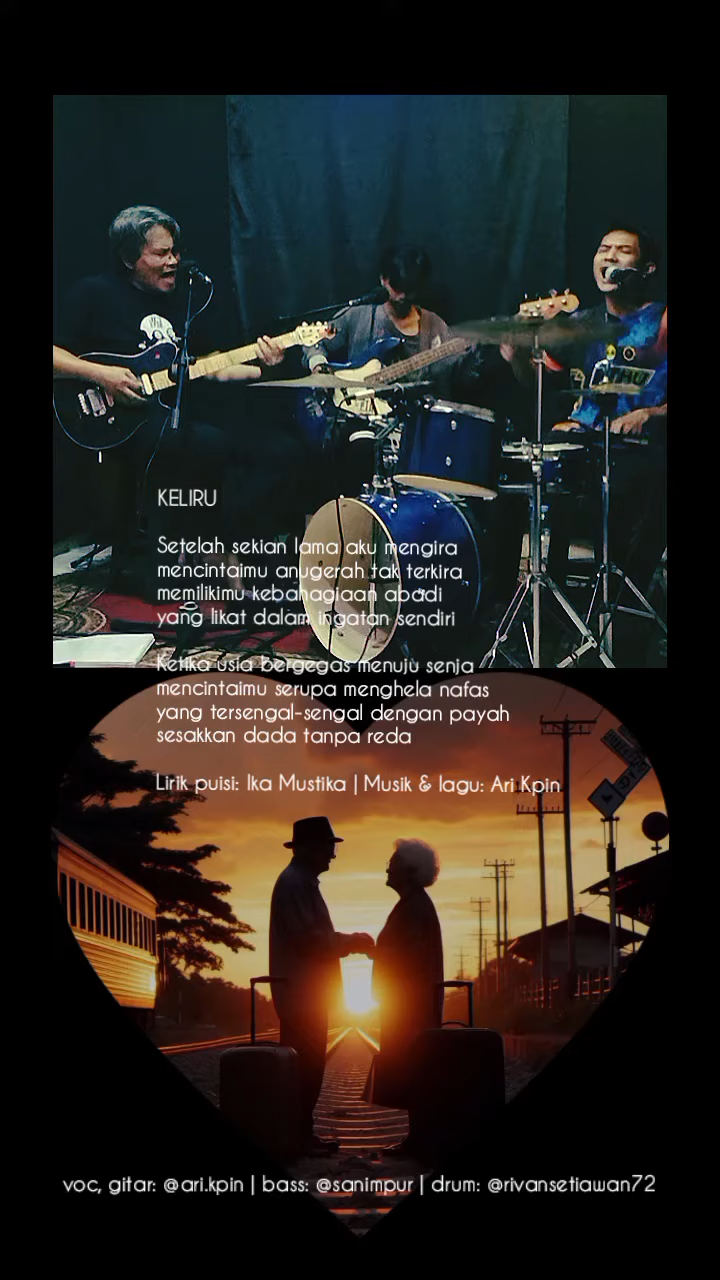 KELIRU
Setelah sekian lama aku mengira
mencintaimu anugerah tak terkira
memilikimu kebahagiaan abadi
yang likat dalam ingatan sendiri
Ketika usia bergegas menuju senja
mencintaimu serupa menghela nafas
yang tersengal-sengal dengan payah
sesakkan dada tanpa reda
Lirik puisi: Ika Mustika | Musik & lagu: Ari Kpin
voc, gitar: @ari.kpin | bass: @sanimpur | drum: @rivansetiawan72